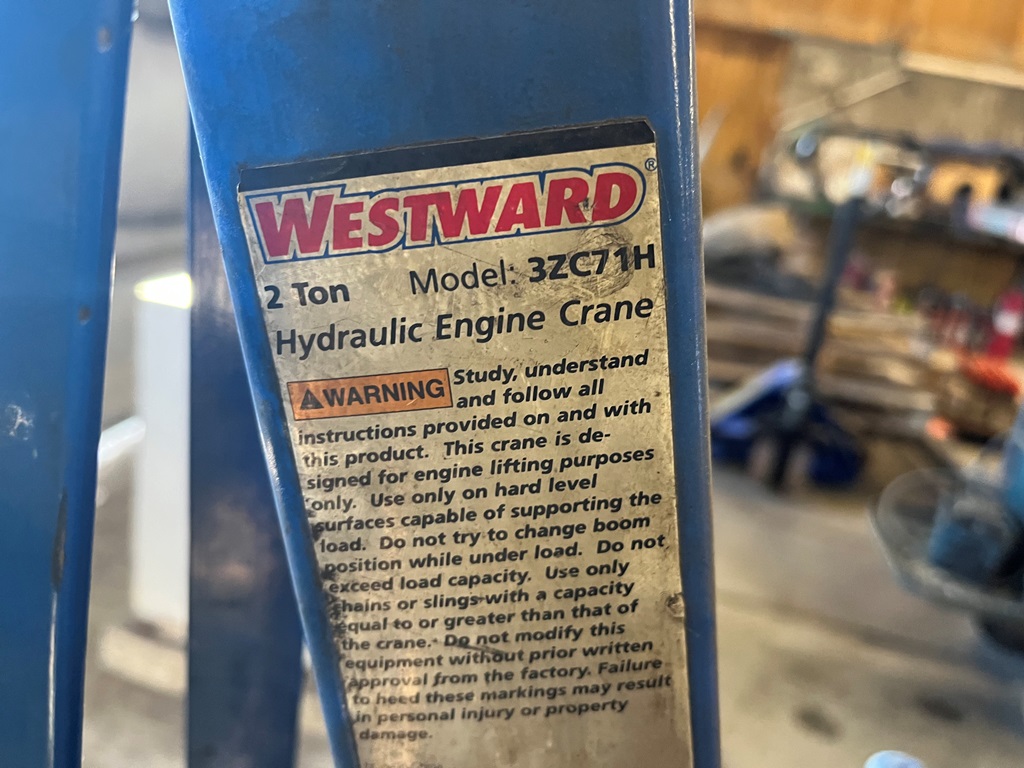 WESTWARD®
2 Ton Model: 3ZC71H
Hydraulic Engine Crane
WARNING Study, understand
and follow all
instructions provided on and with
this product. This crane is de-
signed for engine lifting purposes
only. Use only on hard level
surfaces capable of supporting the
load. Do not try to change boom
position while under load. Do not
exceed load capacity. Use only
chains or slings with a capacity
equal to or greater than that of
the crane. Do not modify this
equipment without prior written
approval from the factory. Failure
to heed these markings may result
in personal injury or property
damage.